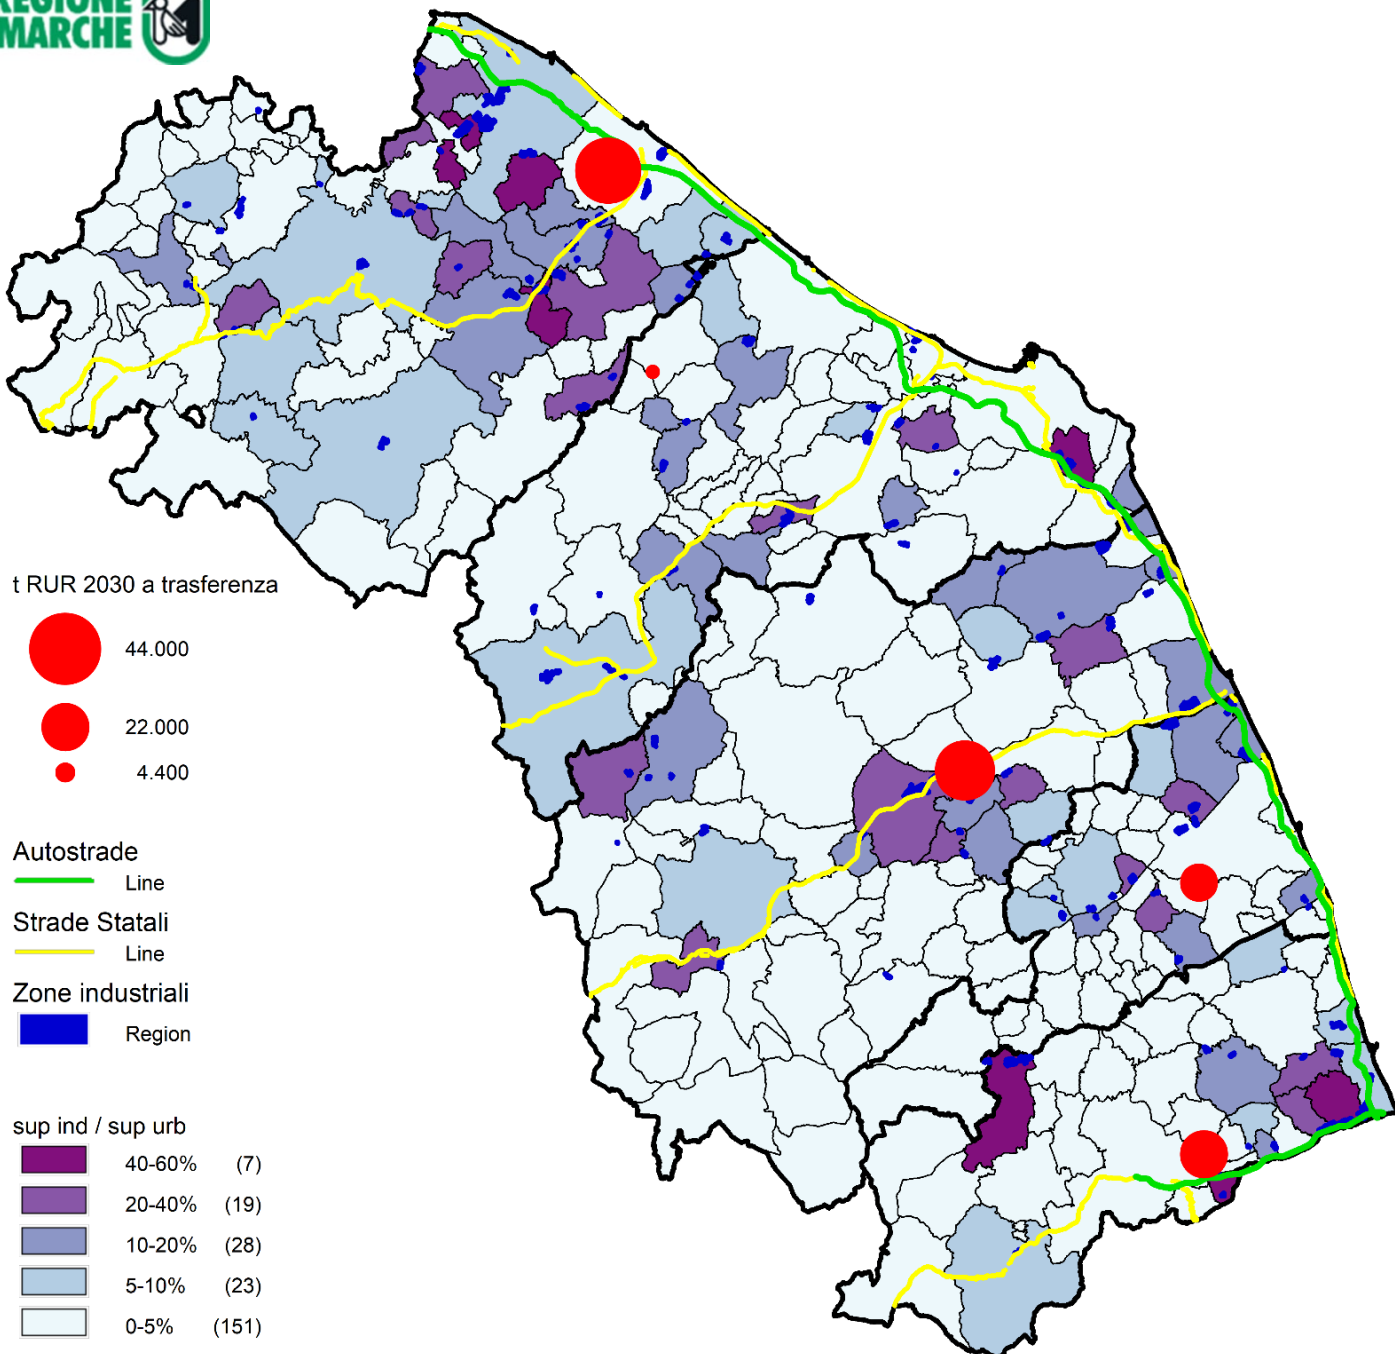 REGIONE
MARCHE
t RUR 2030 a trasferenza
44.000
22.000
4.400
Autostrade
Line
Strade Statali
Line
Zone industriali
Region
sup ind / sup urb
40-60% (7)
20-40% (19)
10-20% (28)
5-10% (23)
0-5% (151)